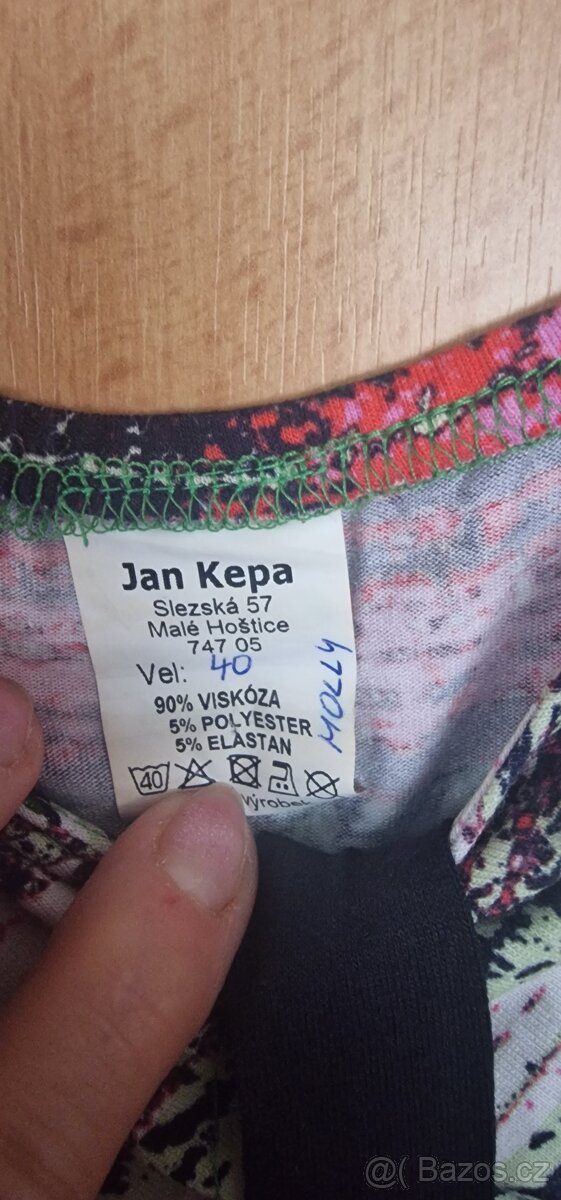 Jan Kepa
Slezská 57
Malé Hoštice
747 05
Vel: 40
90% VISKÓZA
5% POLYESTER
5% ELASTAN
MOLLY
40
@( Bazos.cz